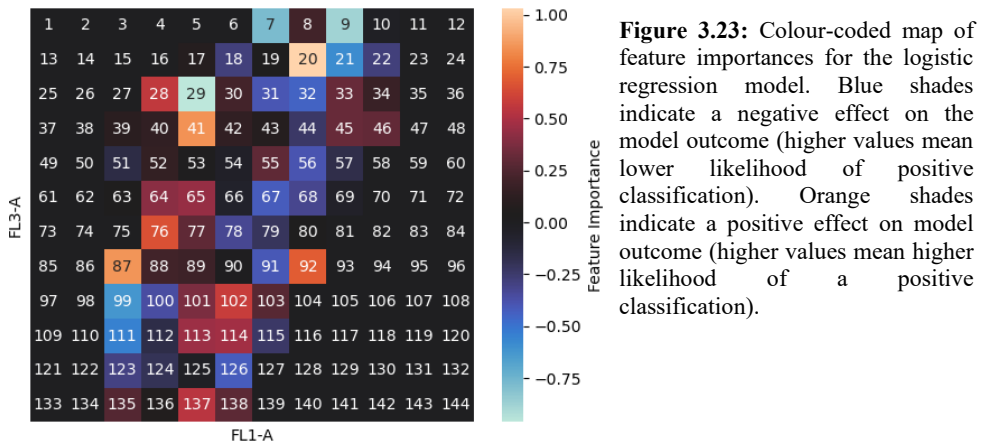 1 2 3 4 5 6 7 8 9 10 11 12
13 14 15 16 17 18 19 20 21 22 23 24
25 26 27 28 29 30 31 32 33 34 35 36
37 38 39 40 41 42 43 44 45 46 47 48
49 50 51 52 53 54 55 56 57 58 59 60
61 62 63 64 65 66 67 68 69 70 71 72
73 74 75 76 77 78 79 80 81 82 83 84
85 86 87 88 89 90 91 92 93 94 95 96
97 98 99 100 101 102 103 104 105 106 107 108
109 110 111 112 113 114 115 116 117 118 119 120
121 122 123 124 125 126 127 128 129 130 131 132
133 134 135 136 137 138 139 140 141 142 143 144
FL3-A
FL1-A
1.00
0.75
0.50
0.25
0.00
−0.25
−0.50
−0.75
Feature Importance
Figure 3.23: Colour-coded map of
feature importances for the logistic
regression model. Blue shades
indicate a negative effect on the
model outcome (higher values mean
lower likelihood of positive
classification). Orange shades
indicate a positive effect on model
outcome (higher values mean higher
likelihood of a positive
classification).